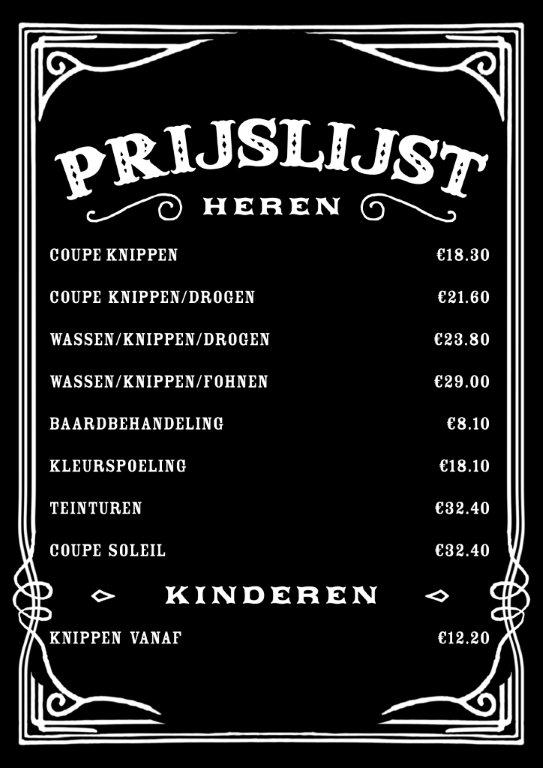 PRIJSLIJST
HEREN
COUPE KNIPPEN €18.30
COUPE KNIPPEN/DROGEN €21.60
WASSEN/KNIPPEN/DROGEN €23.80
WASSEN/KNIPPEN/FOHNEN €29.00
BAARDBEHANDELING €8.10
KLEURSPOELING €18.10
TEINTUREN €32.40
COUPE SOLEIL €32.40
KINDEREN
KNIPPEN VANAF €12.20